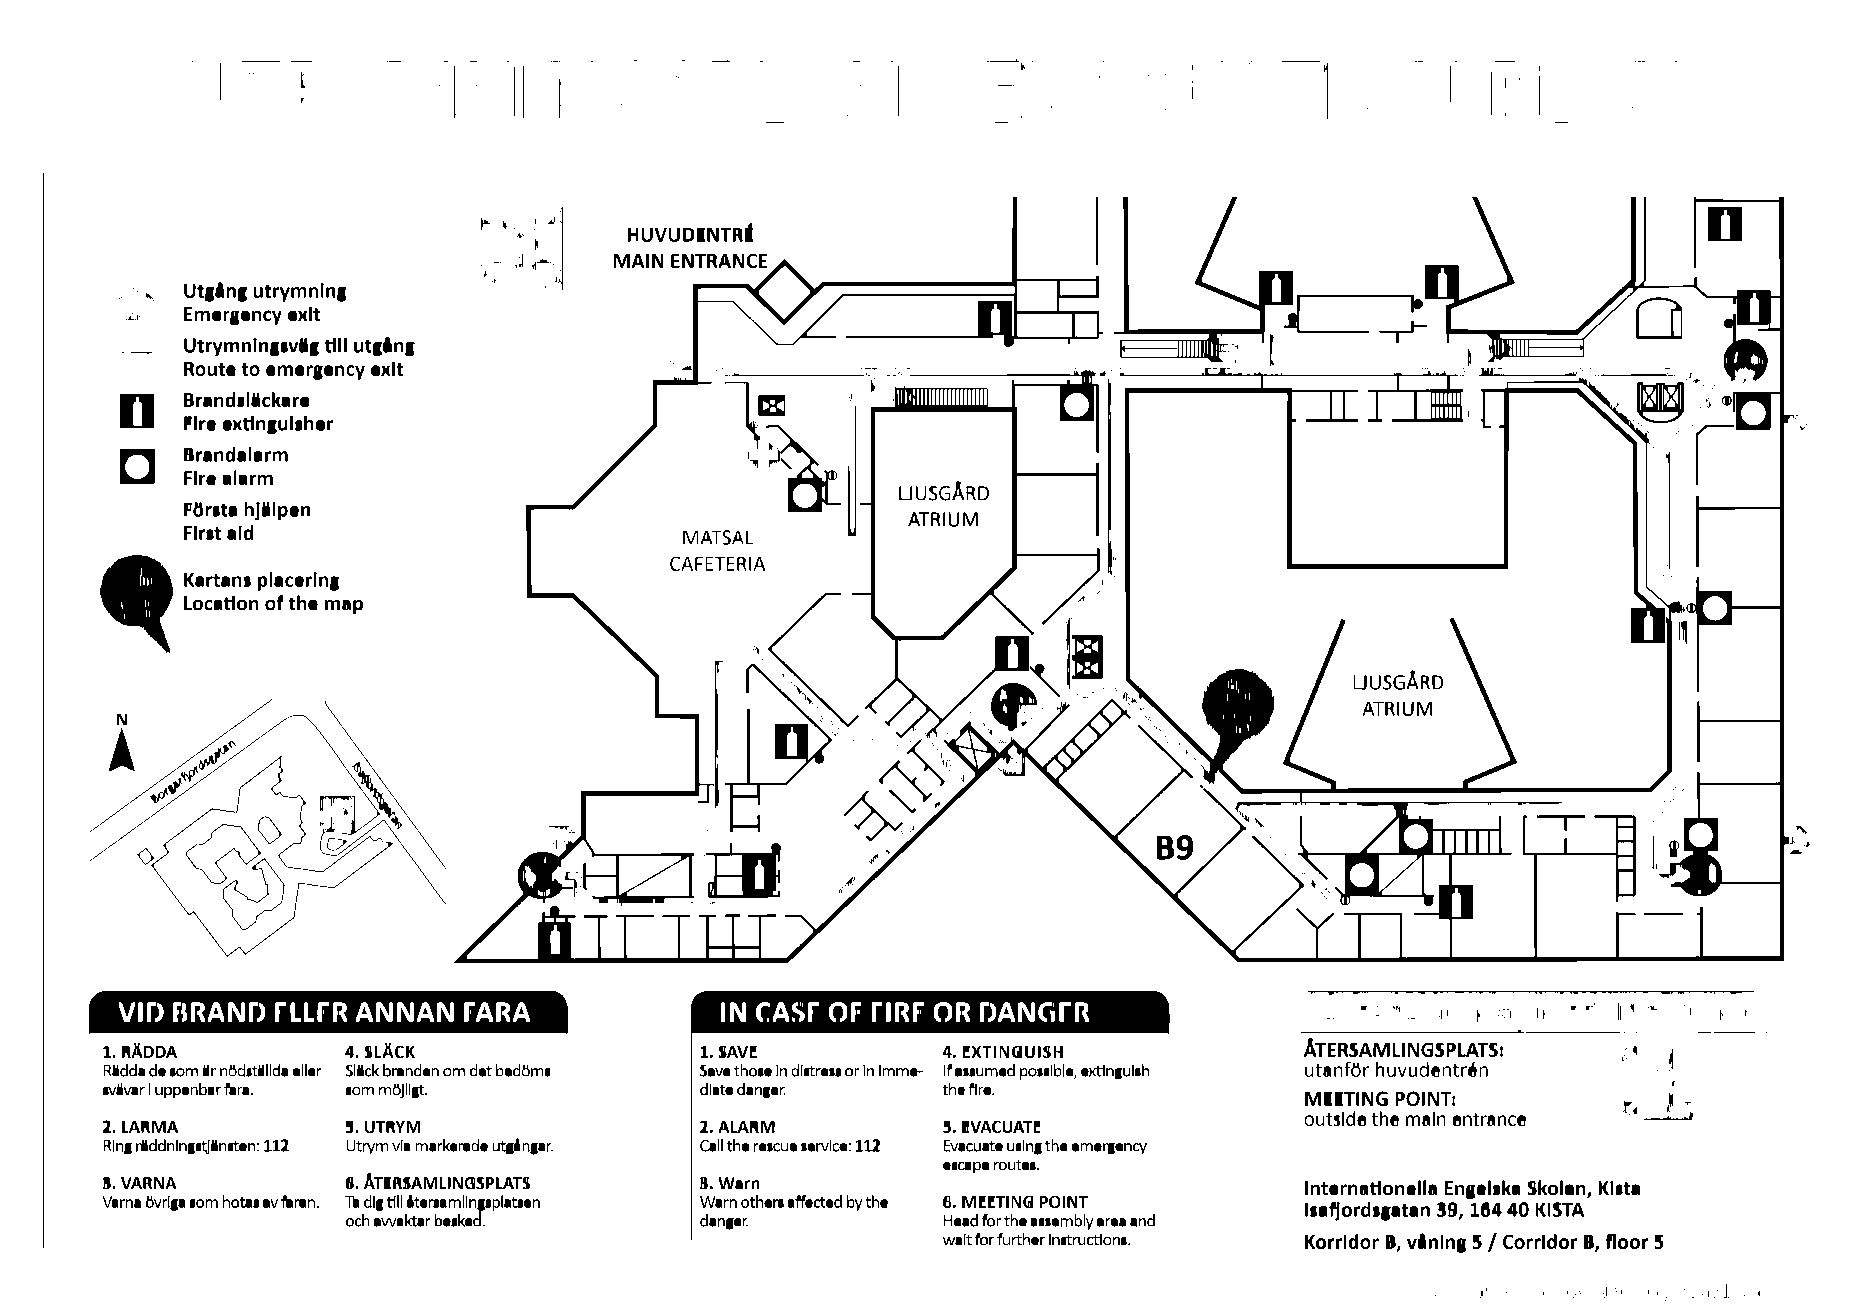 HUVUDENTRÉ
MAIN ENTRANCE
Utgång utrymning
Emergency exit
Utrymningsväg till utgång
Route to emergency exit
Brandsläckare
Fire extinguisher
Brandalarm
Fire alarm
Första hjälpen
First aid
Kartans placering
Location of the map
MATSAL
CAFETERIA
LJUSGÅRD
ATRIUM
LJUSGÅRD
ATRIUM
B9
N
Borgarfjordsgatan
VID BRAND ELLER ANNAN FARA
1. RÄDDA
Rädda de som är nödställda eller
svävar i uppenbar fara.
2. LARMA
Ring räddningstjänsten: 112
3. VARNA
Varna övriga som hotas av faran.
4. SLÄCK
Släck branden om det bedöms
som möjligt.
5. UTRYM
Utrym via markerade utgångar.
6. ÅTERSAMLINGSPLATS
Ta dig till återsamlingsplatsen
och avvaktar besked.
IN CASE OF FIRE OR DANGER
1. SAVE
Save those in distress or in imme-
diate danger.
2. ALARM
Call the rescue service: 112
3. Warn
Warn others affected by the
danger.
4. EXTINGUISH
If assumed possible, extinguish
the fire.
5. EVACUATE
Evacuate using the emergency
escape routes.
6. MEETING POINT
Head for the assembly area and
wait for further instructions.
ÅTERSAMLINGSPLATS:
utanför huvudentrén
MEETING POINT:
outside the main entrance
Internationella Engelska Skolan, Kista
Isafjordsgatan 39, 164 40 KISTA
Korridor B, våning 5 / Corridor B, floor 5